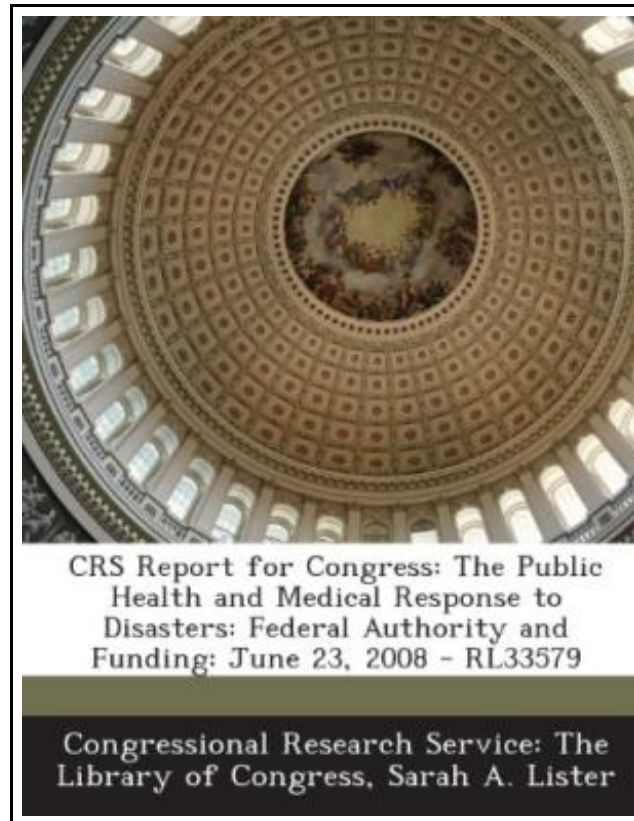 CRS Report for Congress: The Public
Health and Medical Response to
Disasters: Federal Authority and
Funding: June 23, 2008 - RL33579
Congressional Research Service: The
Library of Congress, Sarah A. Lister